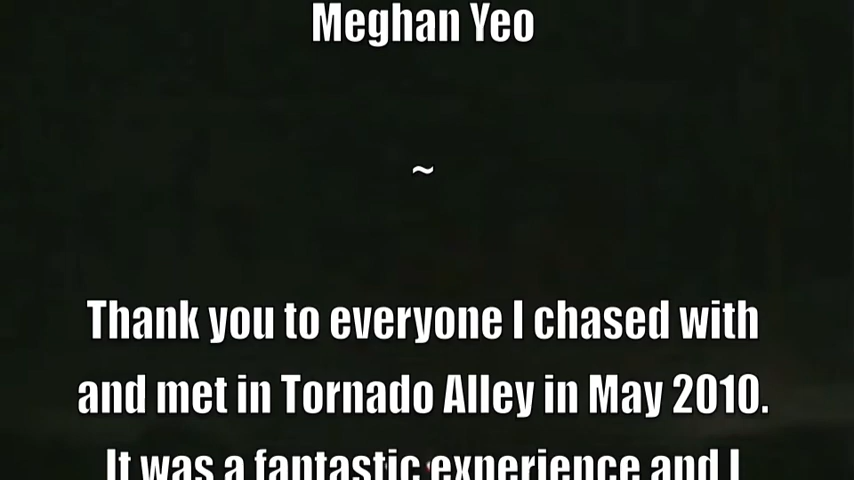 Meghan Yeo
~
Thank you to everyone I chased with
and met in Tornado Alley in May 2010.
It was a fantastic experience and I